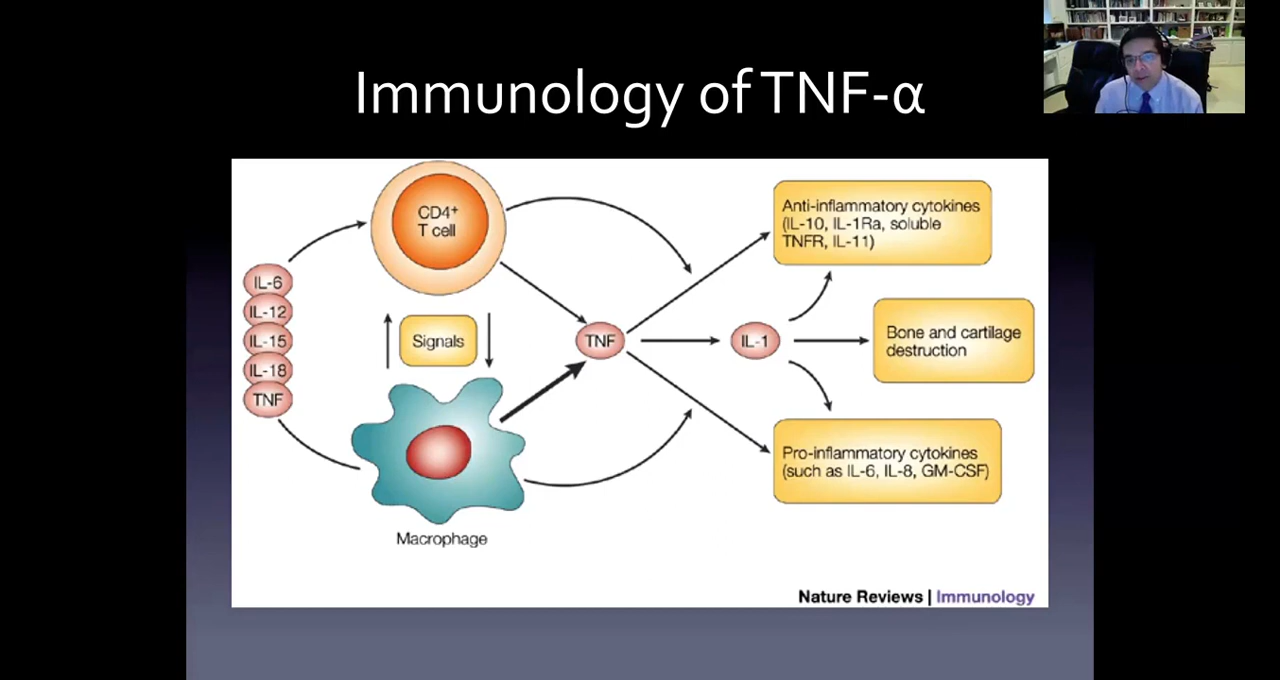 Immunology of TNF-α
CD4+
T cell
IL-6
IL-12
IL-15
IL-18
TNF
Signals
Macrophage
TNF
IL-1
Anti-inflammatory cytokines
(IL-10, IL-1Ra, soluble
TNFR, IL-11)
Bone and cartilage
destruction
Pro-inflammatory cytokines
(such as IL-6, IL-8, GM-CSF)
Nature Reviews | Immunology